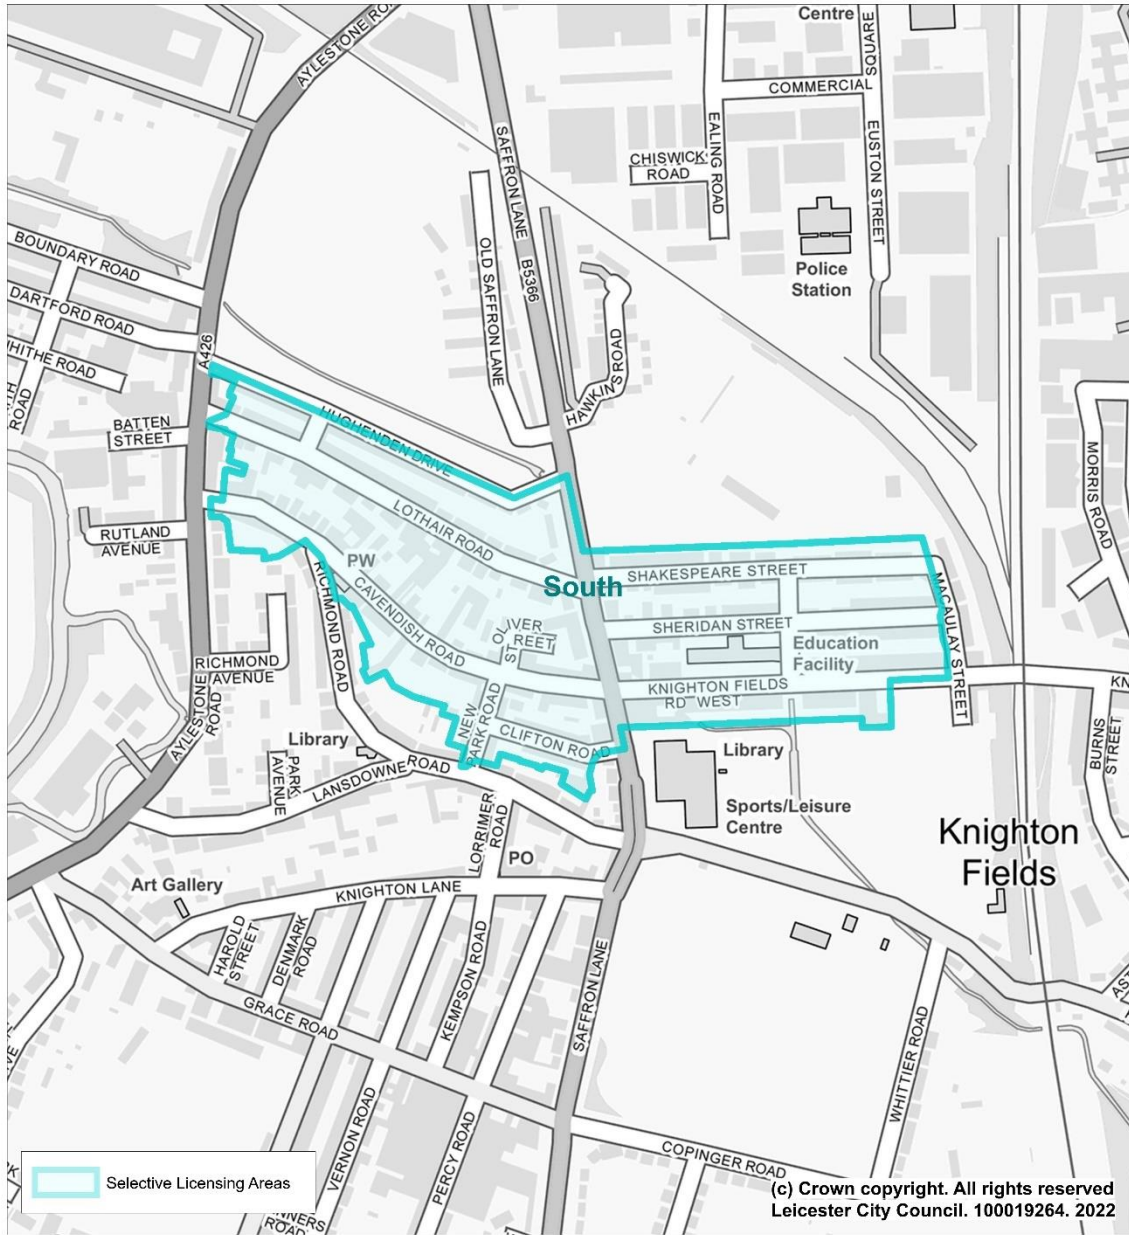 Centre
SQUARE
AYLESTONE RO
COMMERCIAL
SAFFRON LANE
EALING ROAD
EUSTON STREET
CHISWICK
ROAD
OLD SAFFRON LANE
B5366
BOUNDARY ROAD
Police
Station
DARTFORD ROAD
A426
HITHE ROAD
ROAD
HAWKINS ROAD
HUGHENDEN DRIVE
BATTEN
STREET
MORRIS ROAD
LOTHAIR ROAD
RUTLAND
AVENUE
PW
South
SHAKESPEARE STREET
MACAULAY STREET
RICHMOND ROAD
CAVENDISH ROAD
OLIVER
STREET
SHERIDAN STREET
Education
Facility
RICHMOND
AVENUE
KNIGHTON FIELDS
RD WEST
KN
AYLESTONE
ROAD
NEW
PARK ROAD
CLIFTON ROAD
BURNS
STREET
Library
Library
PARK
AVENUE
LANSDOWNE ROAD
Sports/Leisure
Centre
LORRIMER
ROAD
Knighton
Fields
PO
Art Gallery
KNIGHTON LANE
HAROLD
STREET
DENMARK
ROAD
KEMPSON ROAD
SAFFRON LANE
AST
GRACE ROAD
WHITTIER ROAD
VERNON ROAD
PERCY ROAD
COPINGER ROAD
Selective Licensing Areas
NNERS
ROAD
(c) Crown copyright. All rights reserved
Leicester City Council. 100019264. 2022